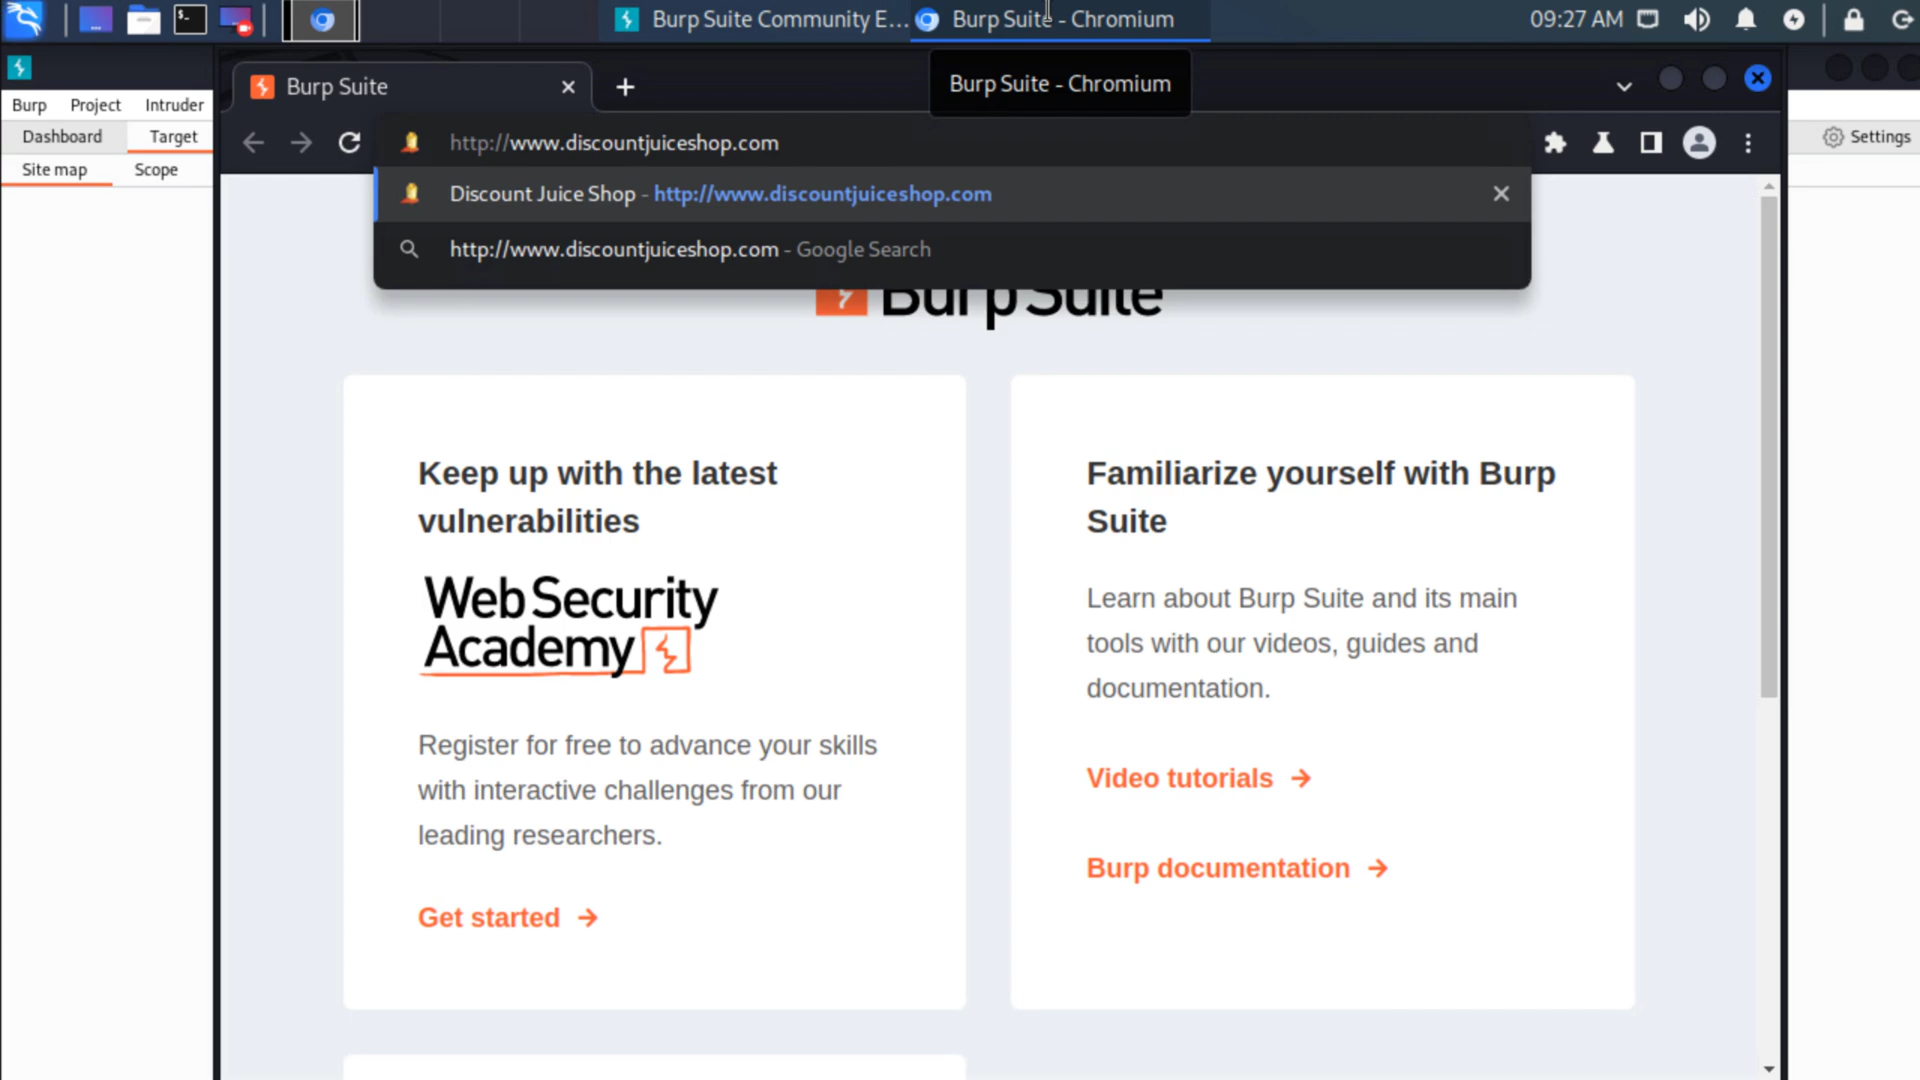 Burp Suite Community E...
Burp Suite - Chromium
09:27 AM
Burp Suite
Burp Suite - Chromium
Burp Project Intruder
Dashboard Target
Settings
Site map Scope
http://www.discountjuiceshop.com
Discount Juice Shop - http://www.discountjuiceshop.com
http://www.discountjuiceshop.com - Google Search
Burp Suite
Keep up with the latest
vulnerabilities
Web Security
Academy
Register for free to advance your skills
with interactive challenges from our
leading researchers.
Get started →
Familiarize yourself with Burp
Suite
Learn about Burp Suite and its main
tools with our videos, guides and
documentation.
Video tutorials →
Burp documentation →